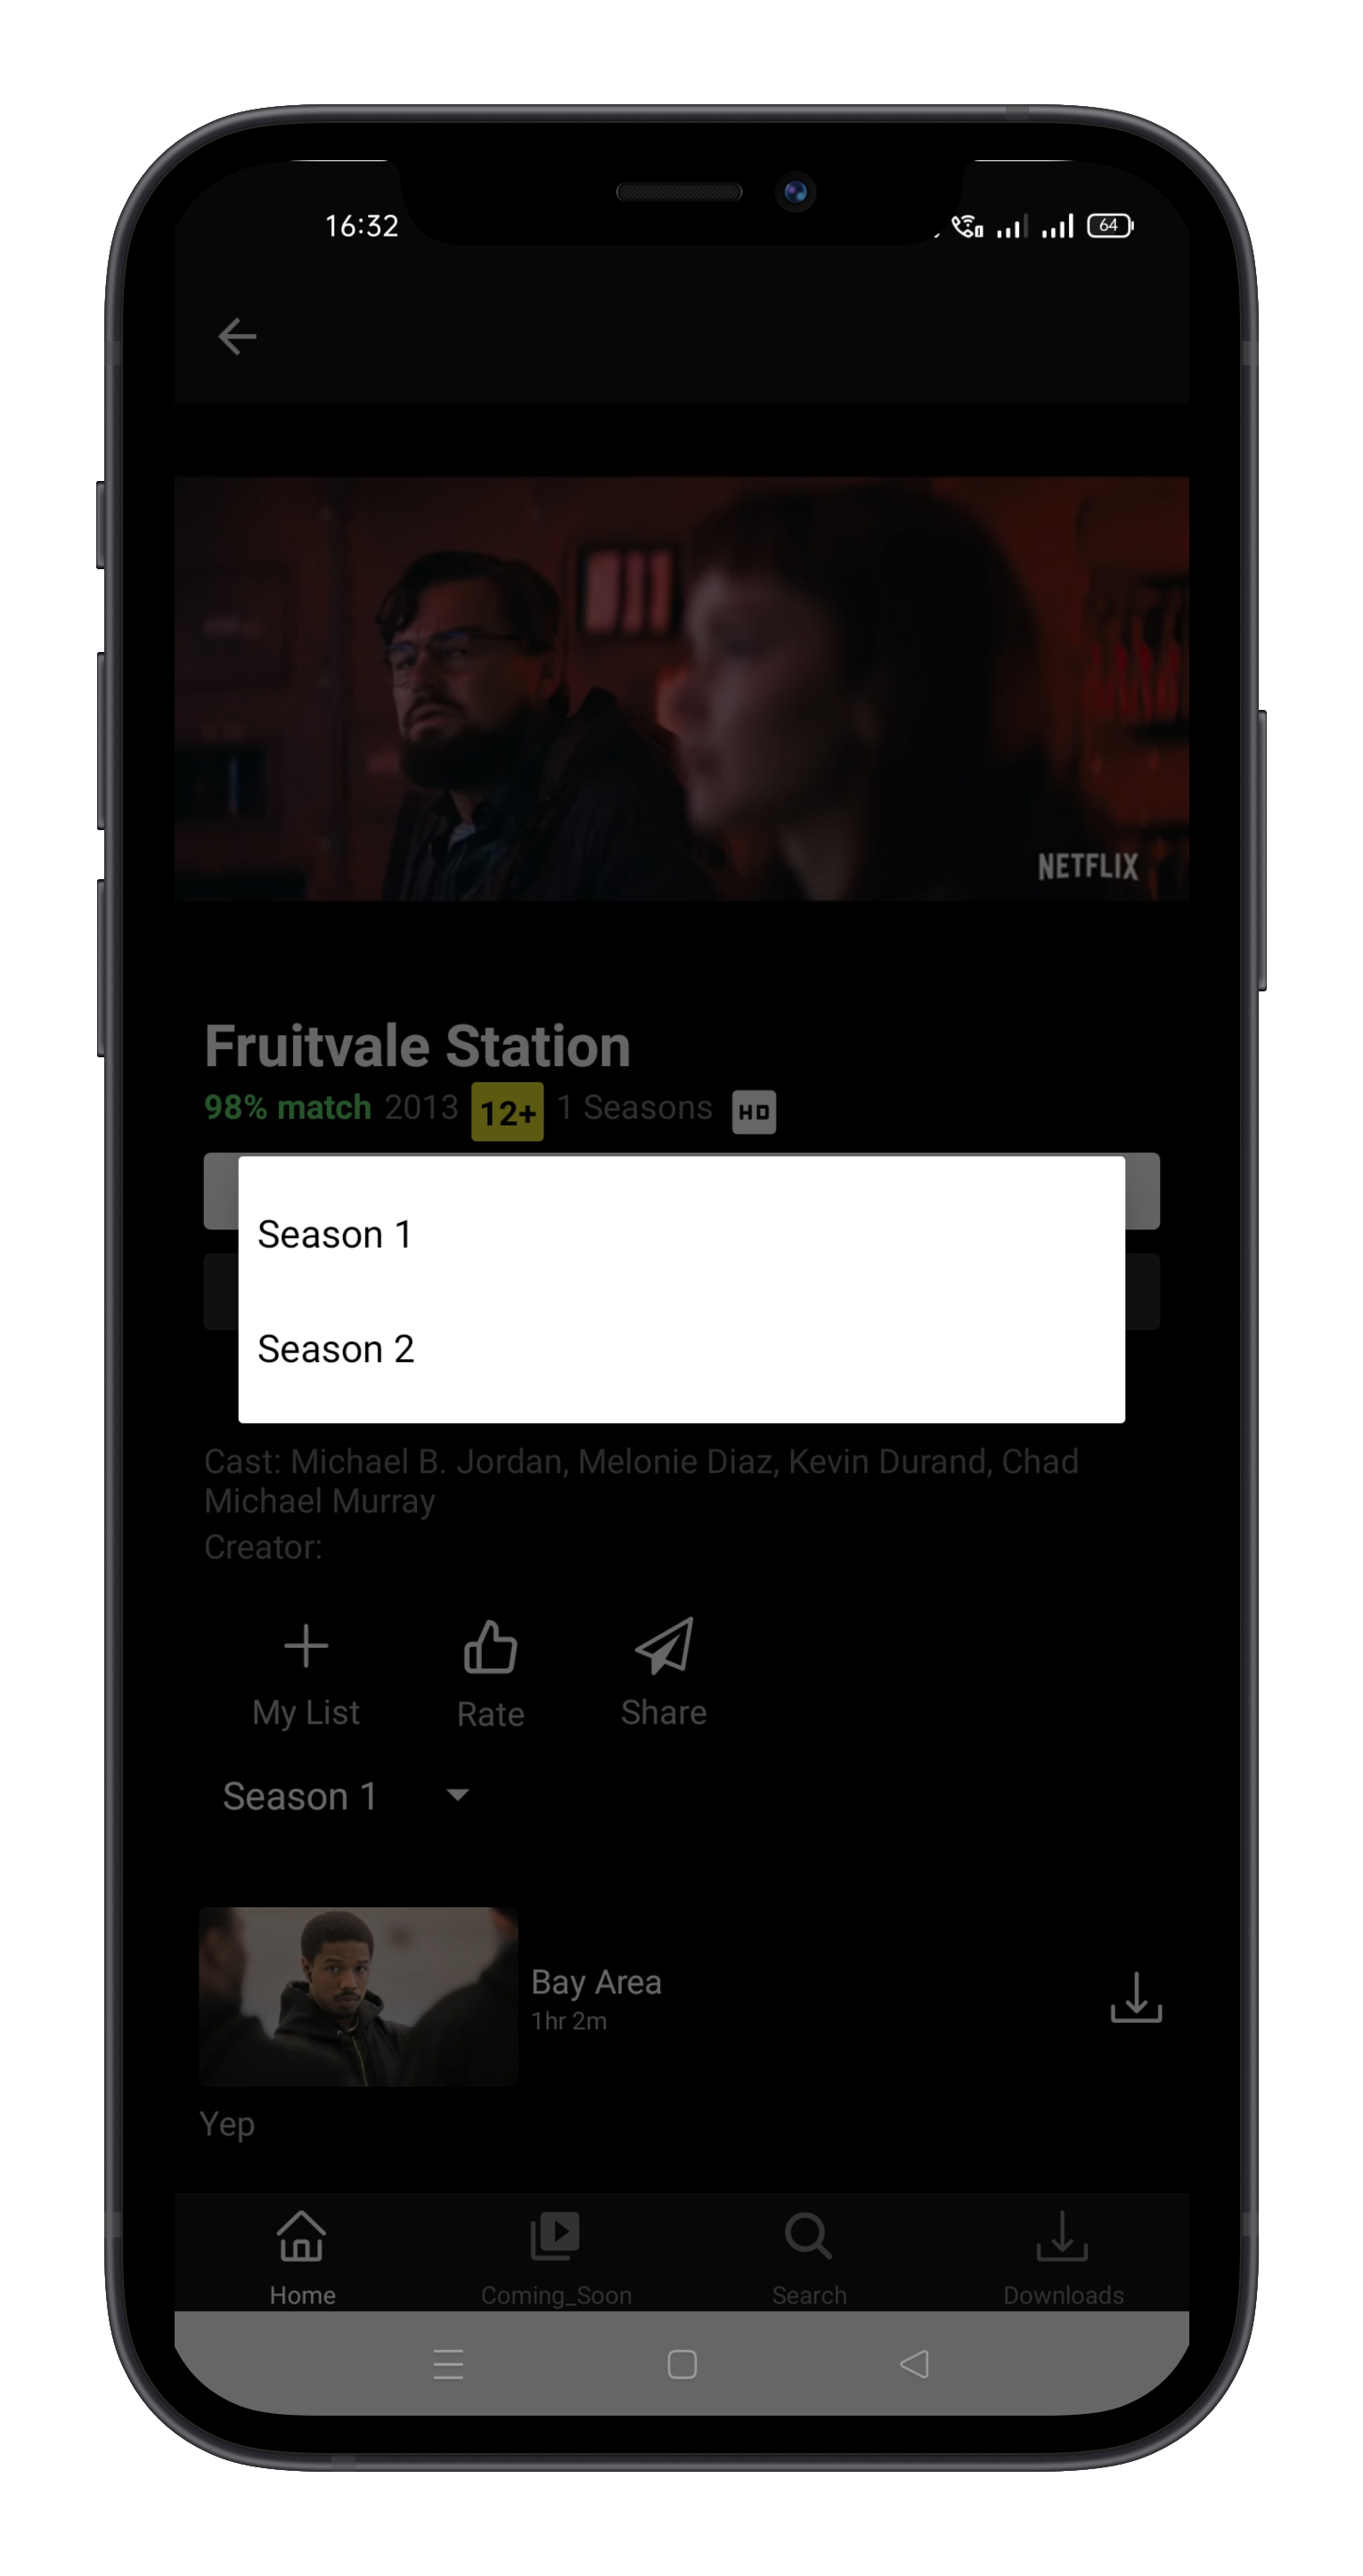 16:32
64
NETFLIX
Fruitvale Station
98% match 2013 12+ 1 Seasons HD
Season 1
Season 2
Cast: Michael B. Jordan, Melonie Diaz, Kevin Durand, Chad
Michael Murray
Creator:
My List Rate Share
Season 1
Bay Area
1hr 2m
Yep
Home Coming_Soon Search Downloads